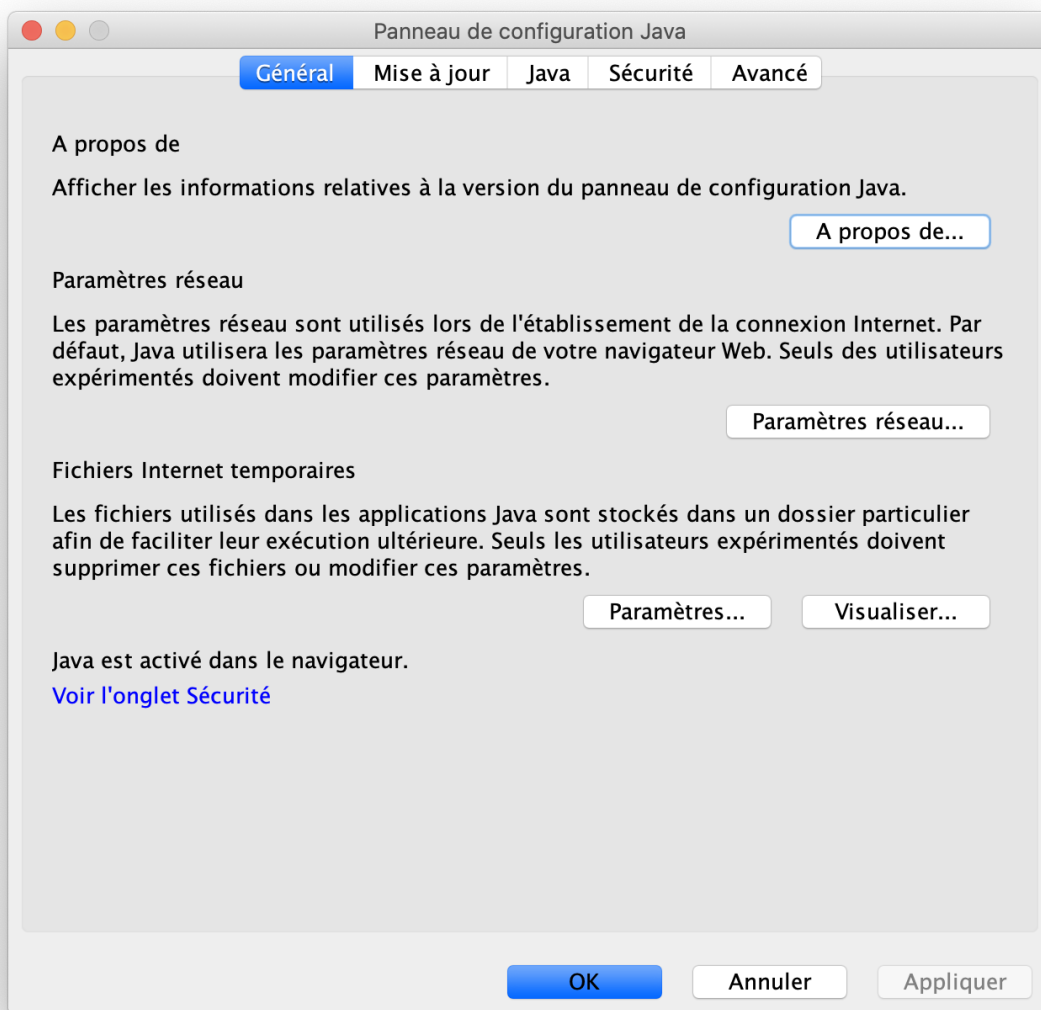 Panneau de configuration Java
Général
Mise à jour
Java
Sécurité
Avancé
A propos de
Afficher les informations relatives à la version du panneau de configuration Java.
A propos de...
Paramètres réseau
Les paramètres réseau sont utilisés lors de l'établissement de la connexion Internet. Par
défaut, Java utilisera les paramètres réseau de votre navigateur Web. Seuls des utilisateurs
expérimentés doivent modifier ces paramètres.
Paramètres réseau...
Fichiers Internet temporaires
Les fichiers utilisés dans les applications Java sont stockés dans un dossier particulier
afin de faciliter leur exécution ultérieure. Seuls les utilisateurs expérimentés doivent
supprimer ces fichiers ou modifier ces paramètres.
Paramètres...
Visualiser...
Java est activé dans le navigateur.
Voir l'onglet Sécurité
OK
Annuler
Appliquer